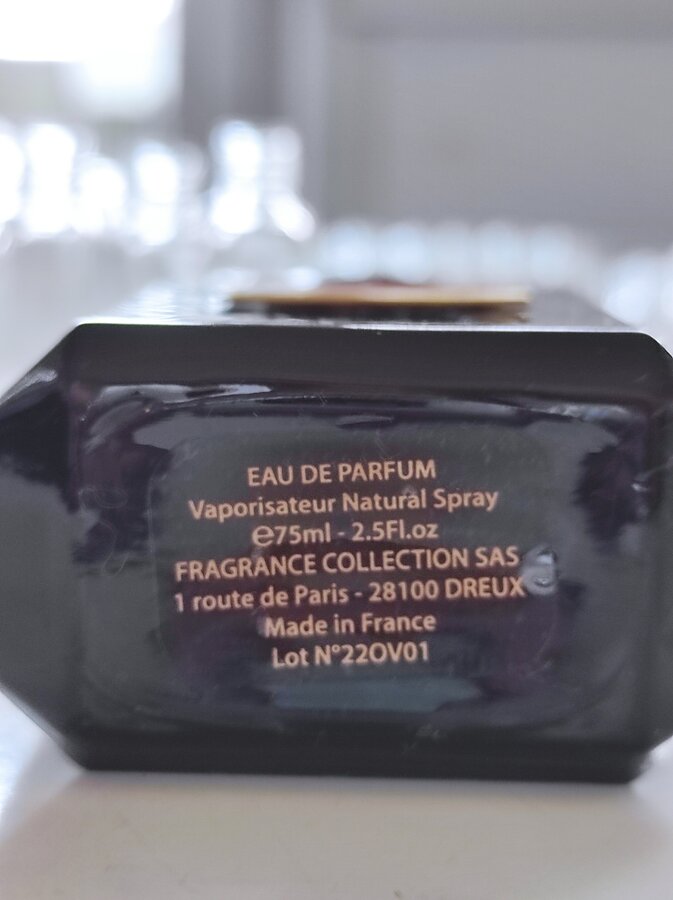 EAU DE PARFUM
Vaporisateur Natural Spray
℮75ml - 2.5Fl.oz
FRAGRANCE COLLECTION SAS
1 route de Paris - 28100 DREUX
Made in France
Lot N°22OV01